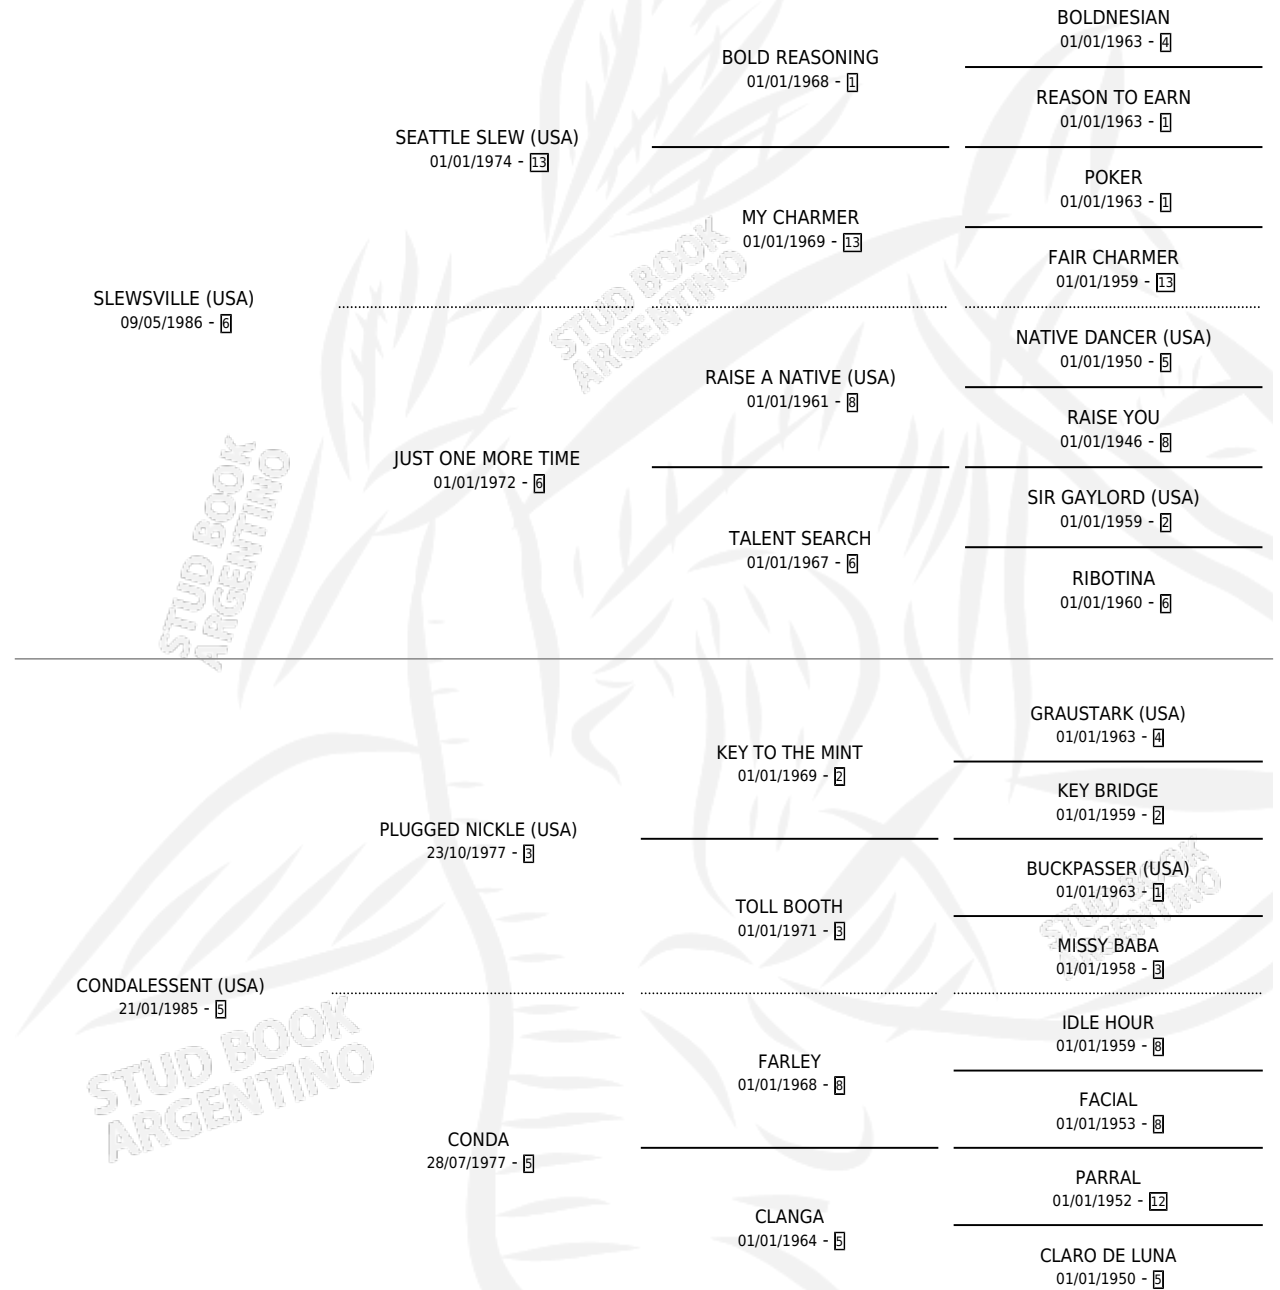 BOLDNESIAN
01/01/1963 - 4
BOLD REASONING
01/01/1968 - 1
REASON TO EARN
01/01/1963 - 1
SEATTLE SLEW (USA)
01/01/1974 - 13
POKER
01/01/1963 - 1
MY CHARMER
01/01/1969 - 13
FAIR CHARMER
01/01/1959 - 13
SLEWSVILLE (USA)
09/05/1986 - 6
NATIVE DANCER (USA)
01/01/1950 - 5
RAISE A NATIVE (USA)
01/01/1961 - 8
RAISE YOU
01/01/1946 - 8
JUST ONE MORE TIME
01/01/1972 - 6
SIR GAYLORD (USA)
01/01/1959 - 2
TALENT SEARCH
01/01/1967 - 6
RIBOTINA
01/01/1960 - 6
GRAUSTARK (USA)
01/01/1963 - 4
KEY TO THE MINT
01/01/1969 - 2
KEY BRIDGE
01/01/1959 - 2
PLUGGED NICKLE (USA)
23/10/1977 - 3
BUCKPASSER (USA)
01/01/1963 - 1
TOLL BOOTH
01/01/1971 - 3
MISSY BABA
01/01/1958 - 3
CONDALESSENT (USA)
21/01/1985 - 5
IDLE HOUR
01/01/1959 - 8
FARLEY
01/01/1968 - 8
FACIAL
01/01/1953 - 8
CONDA
28/07/1977 - 5
PARRAL
01/01/1952 - 12
CLANGA
01/01/1964 - 5
CLARO DE LUNA
01/01/1950 - 5
STUD BOOK
ARGENTINO
STUD BOOK
ARGENTINO
STUD BOOK
ARGENTINO
STUD BOOK
ARGENTINO